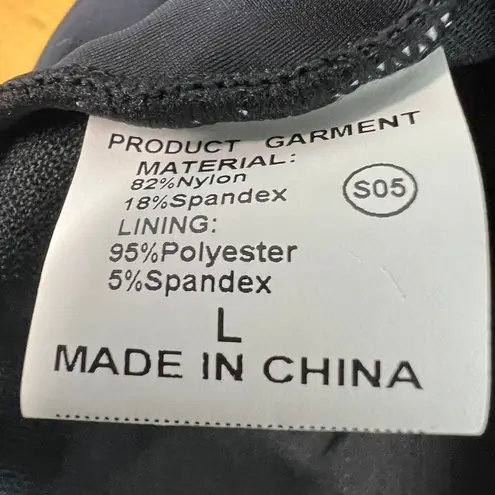 PRODUCT GARMENT
MATERIAL:
82%Nylon
18%Spandex
S05
LINING:
95%Polyester
5%Spandex
L
MADE IN CHINA